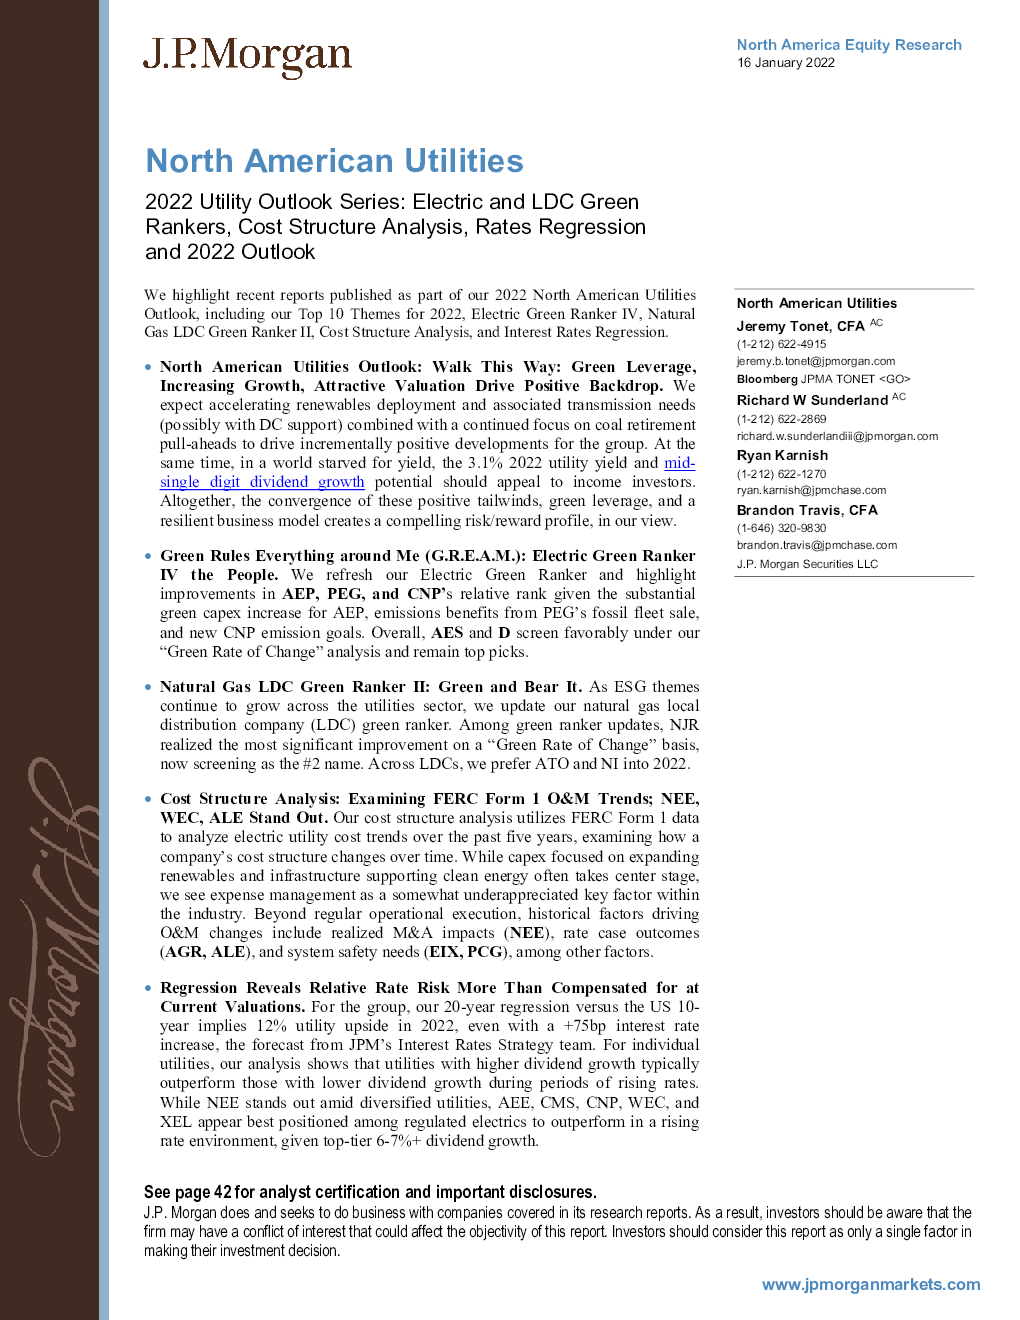 J.P.Morgan
North America Equity Research
16 January 2022
North American Utilities
2022 Utility Outlook Series: Electric and LDC Green
Rankers, Cost Structure Analysis, Rates Regression
and 2022 Outlook
We highlight recent reports published as part of our 2022 North American Utilities
Outlook, including our Top 10 Themes for 2022, Electric Green Ranker IV, Natural
Gas LDC Green Ranker II, Cost Structure Analysis, and Interest Rates Regression.
• North American Utilities Outlook: Walk This Way: Green Leverage,
Increasing Growth, Attractive Valuation Drive Positive Backdrop. We
expect accelerating renewables deployment and associated transmission needs
(possibly with DC support) combined with a continued focus on coal retirement
pull-aheads to drive incrementally positive developments for the group. At the
same time, in a world starved for yield, the 3.1% 2022 utility yield and mid-
single digit dividend growth potential should appeal to income investors.
Altogether, the convergence of these positive tailwinds, green leverage, and a
resilient business model creates a compelling risk/reward profile, in our view.
• Green Rules Everything around Me (G.R.E.A.M.): Electric Green Ranker
IV the People. We refresh our Electric Green Ranker and highlight
improvements in AEP, PEG, and CNP's relative rank given the substantial
green capex increase for AEP, emissions benefits from PEG's fossil fleet sale,
and new CNP emission goals. Overall, AES and D screen favorably under our
“Green Rate of Change” analysis and remain top picks.
• Natural Gas LDC Green Ranker II: Green and Bear It. As ESG themes
continue to grow across the utilities sector, we update our natural gas local
distribution company (LDC) green ranker. Among green ranker updates, NJR
realized the most significant improvement on a “Green Rate of Change” basis,
now screening as the #2 name. Across LDCs, we prefer ATO and NI into 2022.
• Cost Structure Analysis: Examining FERC Form 1 O&M Trends; NEE,
WEC, ALE Stand Out. Our cost structure analysis utilizes FERC Form 1 data
to analyze electric utility cost trends over the past five years, examining how a
company's cost structure changes over time. While capex focused on expanding
renewables and infrastructure supporting clean energy often takes center stage,
we see expense management as a somewhat underappreciated key factor within
the industry. Beyond regular operational execution, historical factors driving
O&M changes include realized M&A impacts (NEE), rate case outcomes
(AGR, ALE), and system safety needs (EIX, PCG), among other factors.
• Regression Reveals Relative Rate Risk More Than Compensated for at
Current Valuations. For the group, our 20-year regression versus the US 10-
year implies 12% utility upside in 2022, even with a +75bp interest rate
increase, the forecast from JPM's Interest Rates Strategy team. For individual
utilities, our analysis shows that utilities with higher dividend growth typically
outperform those with lower dividend growth during periods of rising rates.
While NEE stands out amid diversified utilities, AEE, CMS, CNP, WEC, and
XEL appear best positioned among regulated electrics to outperform in a rising
rate environment, given top-tier 6-7%+ dividend growth.
North American Utilities
Jeremy Tonet, CFA AC
(1-212) 622-4915
jeremy.b.tonet@jpmorgan.com
Bloomberg JPMA TONET <GO>
Richard W Sunderland AC
(1-212) 622-2869
richard.w.sunderlandiii@jpmorgan.com
Ryan Karnish
(1-212) 622-1270
ryan.karnish@jpmchase.com
Brandon Travis, CFA
(1-646) 320-9830
brandon.travis@jpmchase.com
J.P. Morgan Securities LLC
J.P.Morgan
See page 42 for analyst certification and important disclosures.
J.P. Morgan does and seeks to do business with companies covered in its research reports. As a result, investors should be aware that the
firm may have a conflict of interest that could affect the objectivity of this report. Investors should consider this report as only a single factor in
making their investment decision.
www.jpmorganmarkets.com